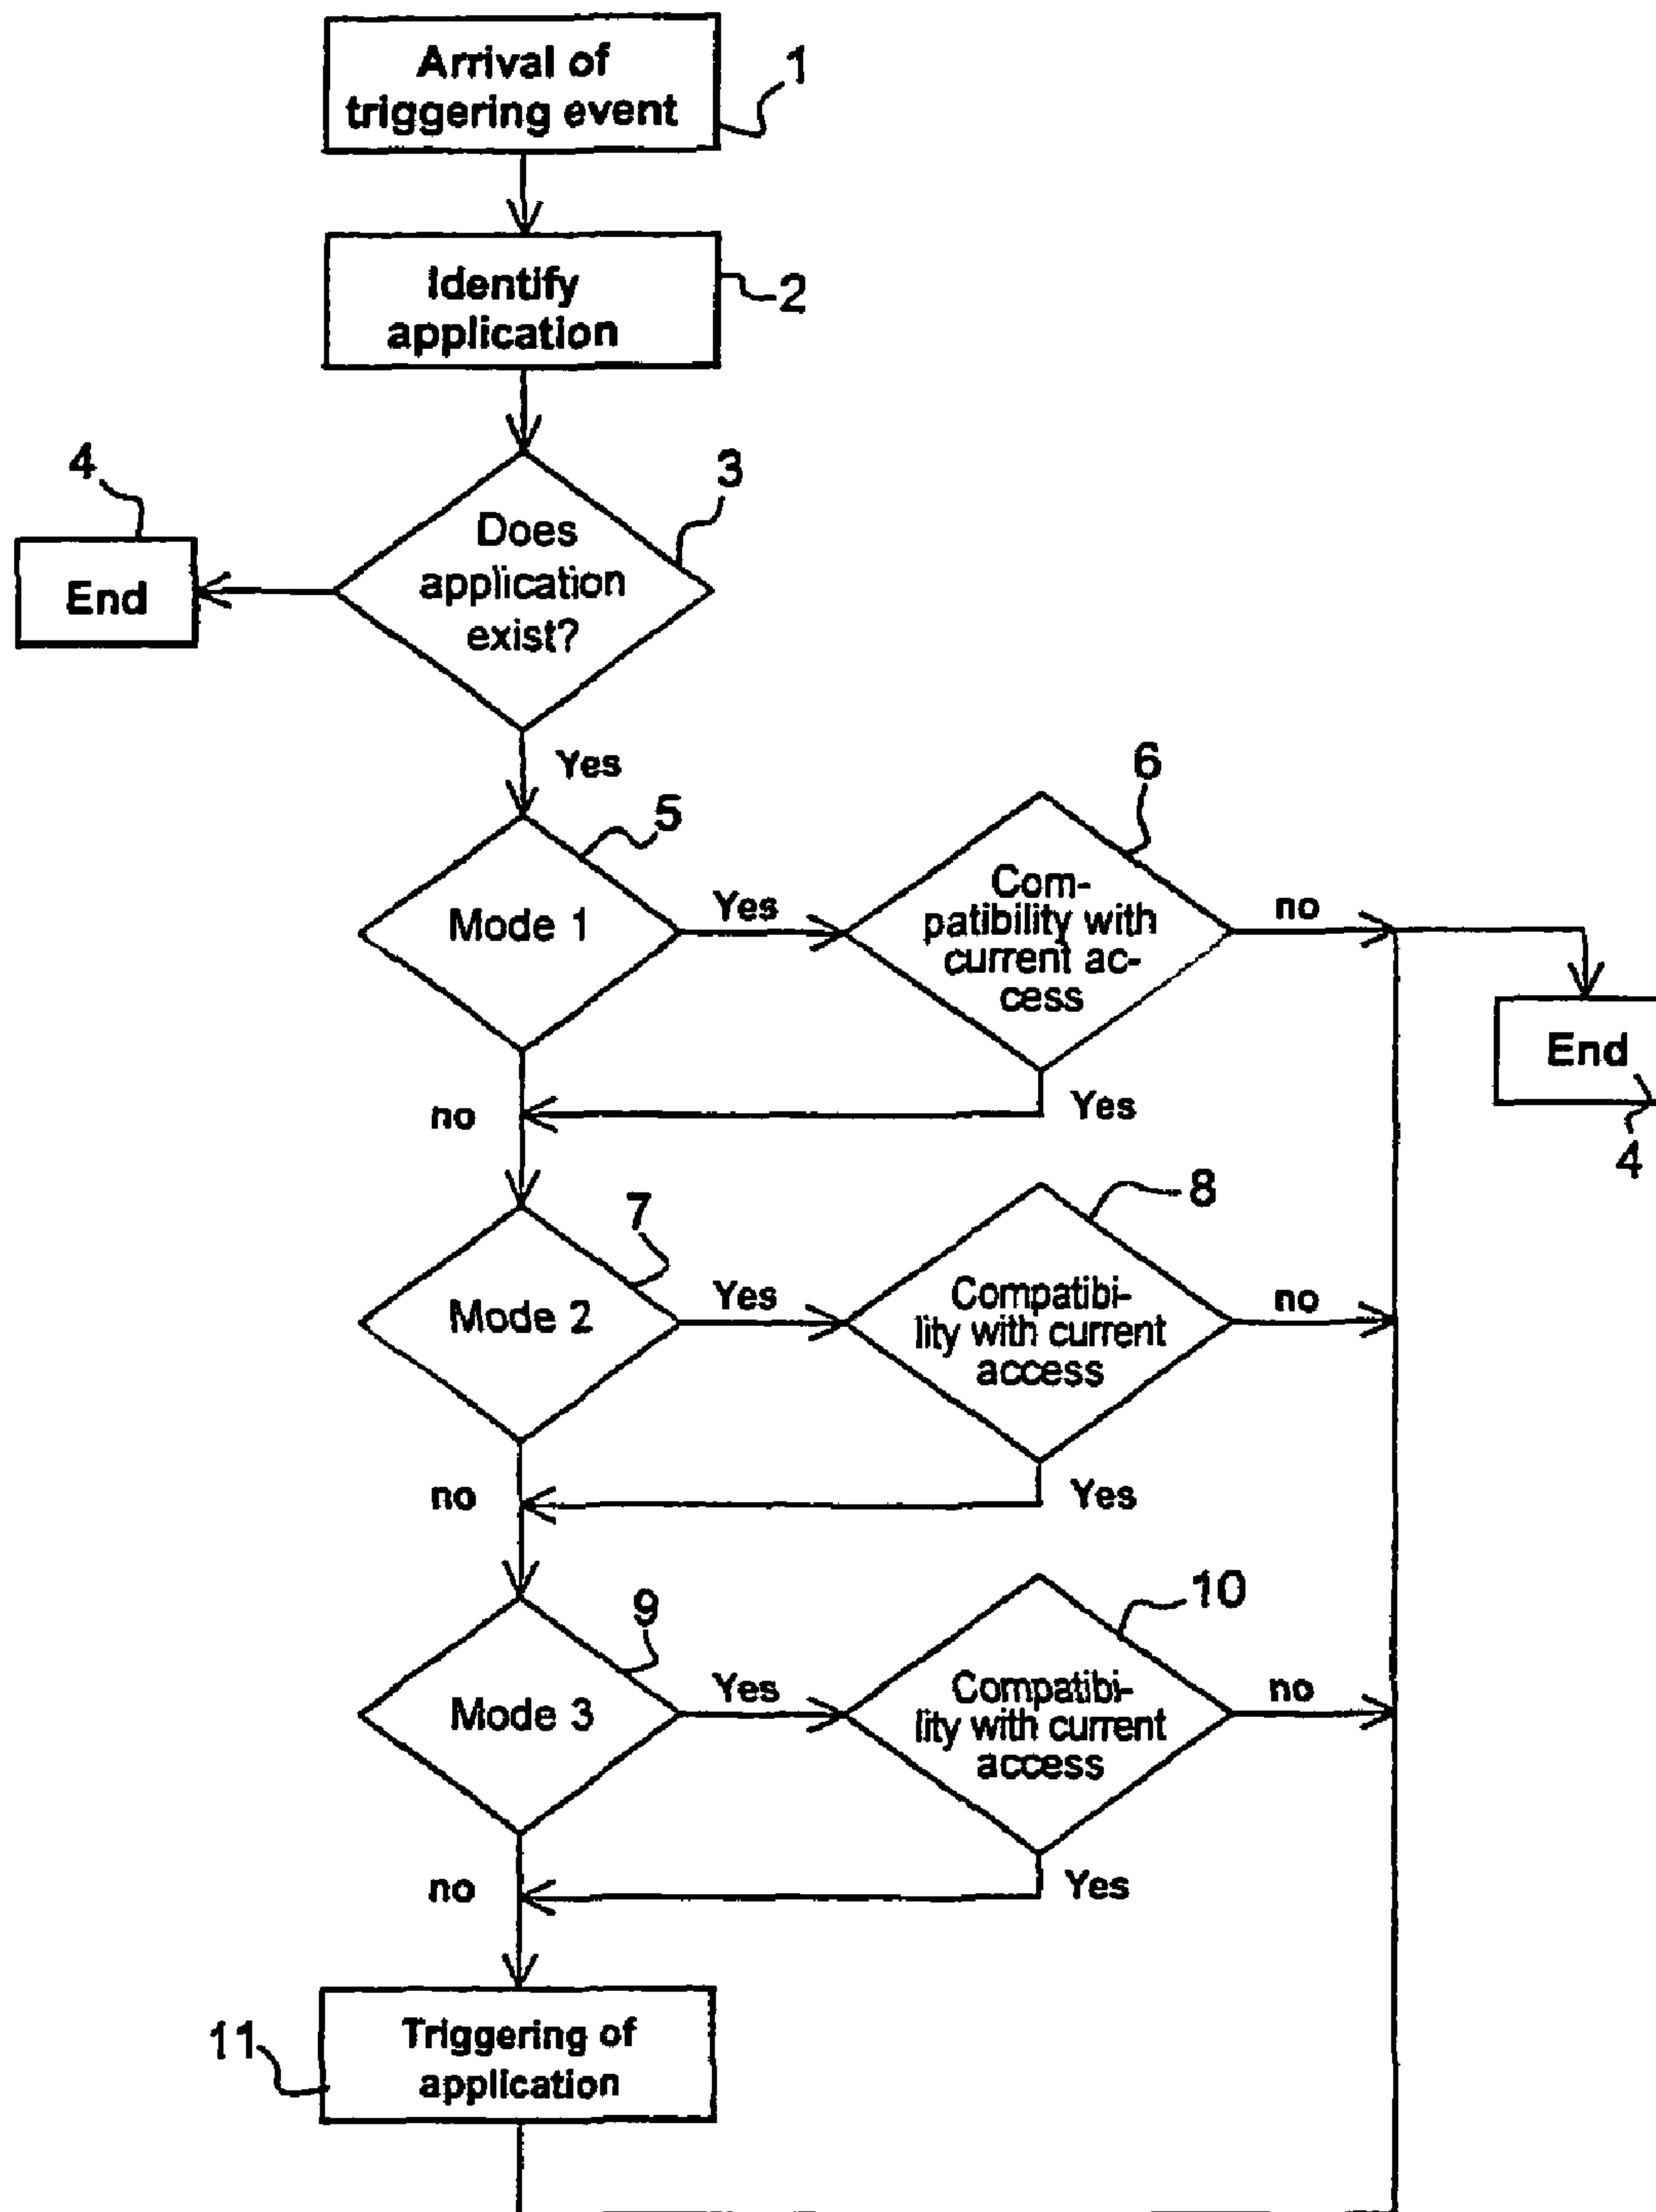 Arrival of
triggering event
1
Identify
application
2
4
3
Does
application
exist?
End
Yes
5
6
Mode 1
Yes
Com-
patibility with
current ac-
cess
no
End
4
no
Yes
7
8
Mode 2
Yes
Compatibi-
lity with current
access
no
no
Yes
9
10
Mode 3
Yes
Compatibi-
lity with current
access
no
no
Yes
11
Triggering of
application